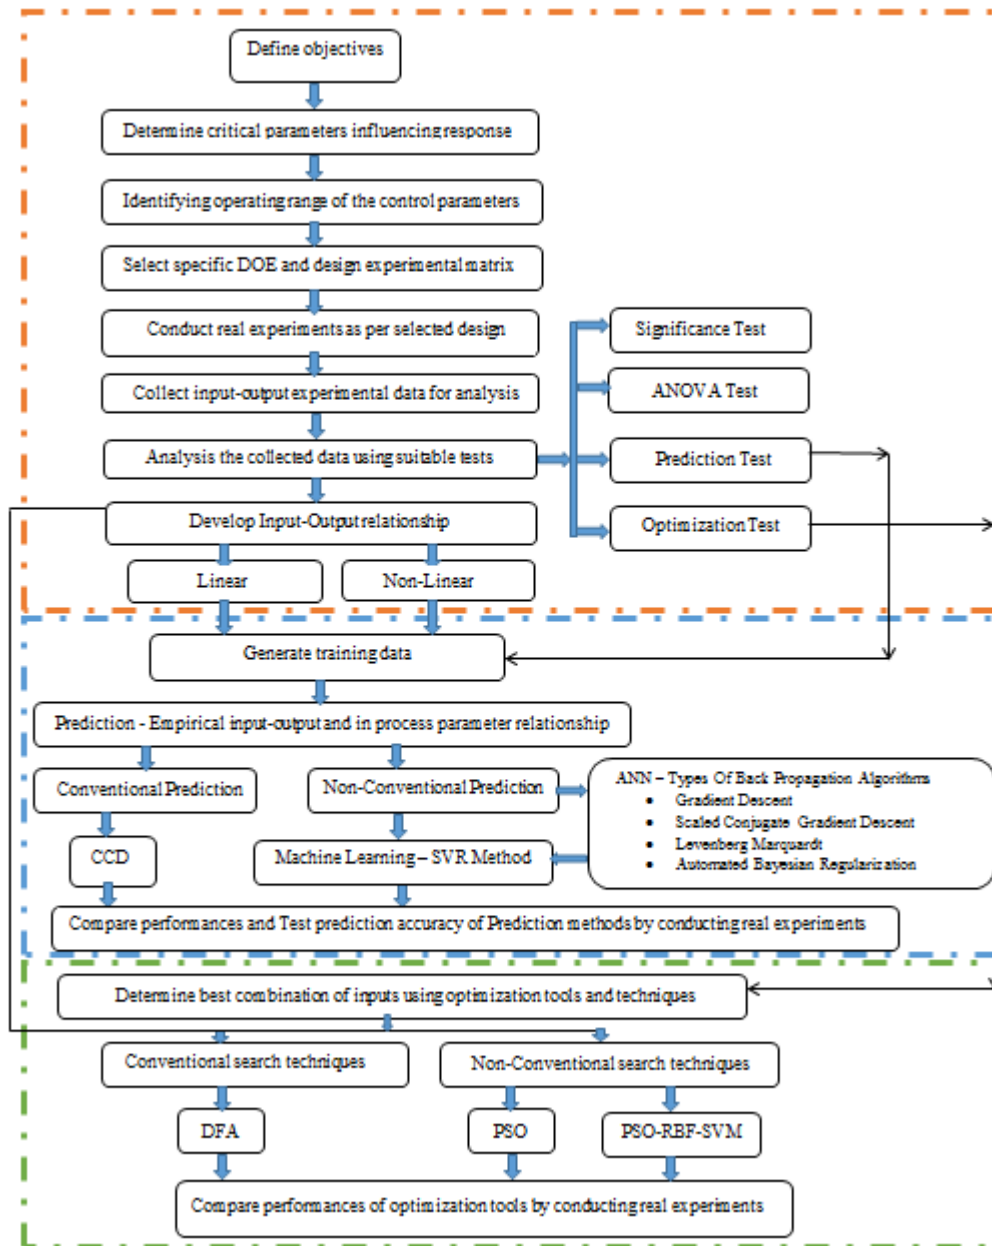 Define objectives
Determine critical parameters influencing response
Identifying operating range of the control parameters
Select specific DOE and design experimental matrix
Conduct real experiments as per selected design
Significance Test
Collect input-output experimental data for analysis
ANOVA Test
Analysis the collected data using suitable tests
Prediction Test
Develop Input-Output relationship
Optimization Test
Linear
Non-Linear
Generate training data
Prediction - Empirical input-output and in process parameter relationship
Conventional Prediction
Non-Conventional Prediction
ANN – Types Of Back Propagation Algorithms
• Gradient Descent
• Scaled Conjugate Gradient Descent
• Levenberg Marquardt
• Automated Bayesian Regularization
CCD
Machine Learning – SVR Method
Compare performances and Test prediction accuracy of Prediction methods by conducting real experiments
Determine best combination of inputs using optimization tools and techniques
Conventional search techniques
Non-Conventional search techniques
DFA
PSO
PSO-RBF-SVM
Compare performances of optimization tools by conducting real experiments